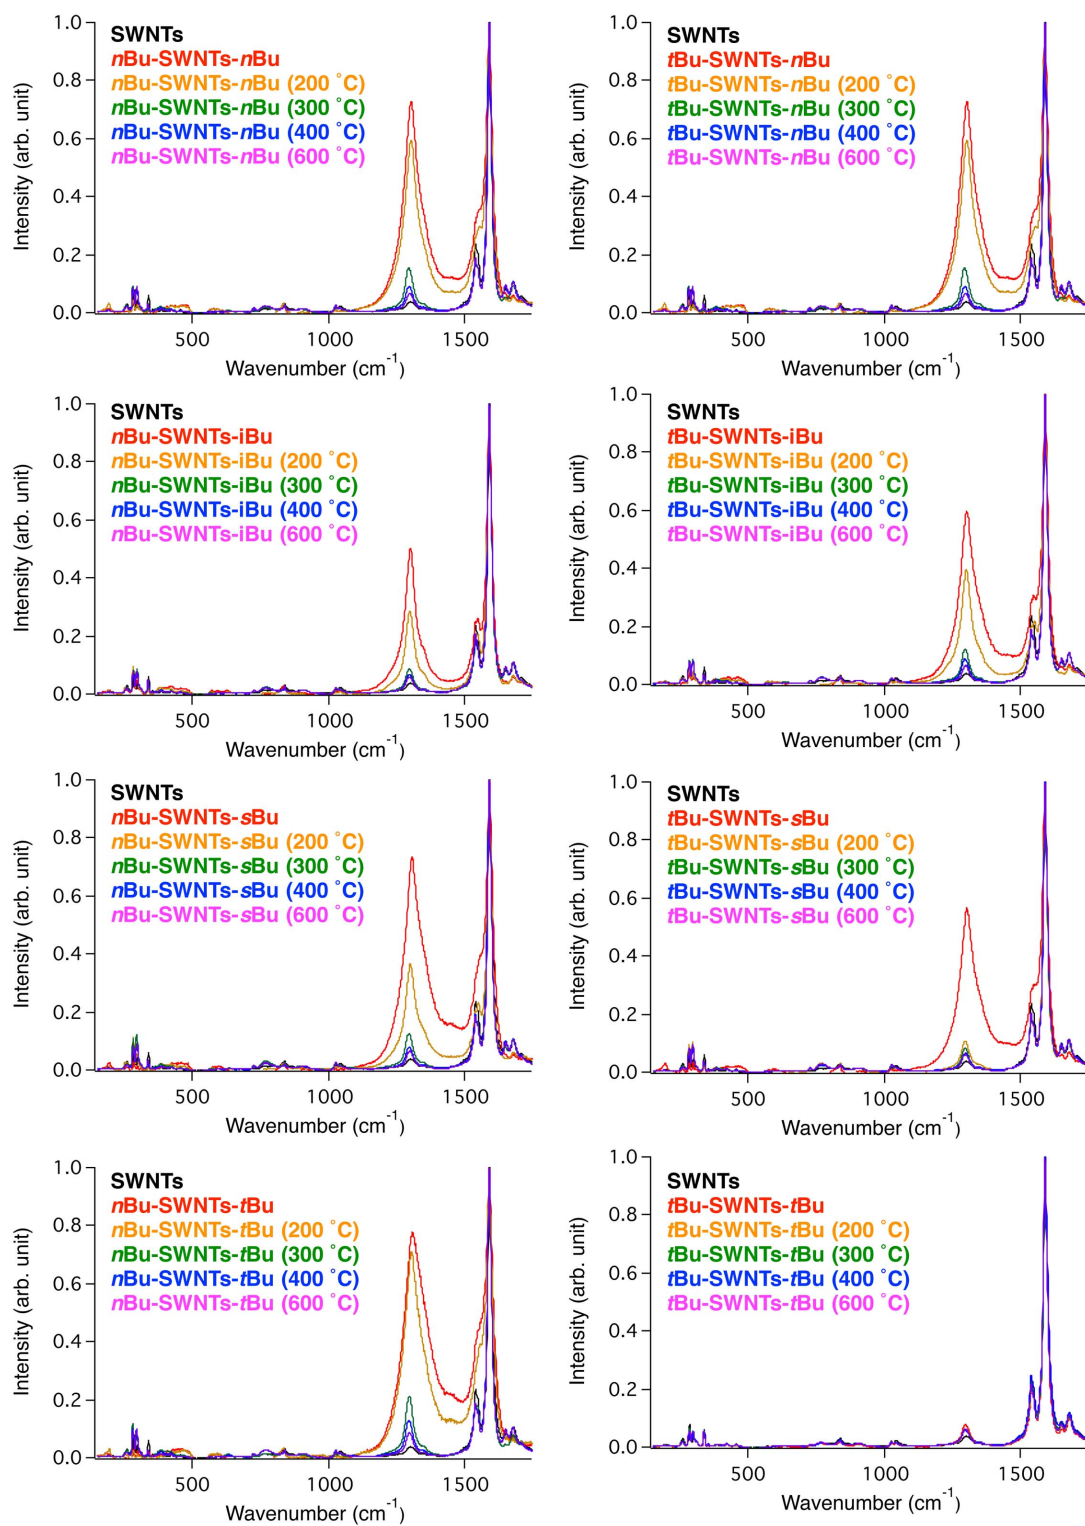 1.0
0.8
0.6
0.4
0.2
0.0
Intensity (arb. unit)
SWNTs
nBu-SWNTs-nBu
nBu-SWNTs-nBu (200 °C)
nBu-SWNTs-nBu (300 °C)
nBu-SWNTs-nBu (400 °C)
nBu-SWNTs-nBu (600 °C)
500 1000 1500
Wavenumber (cm⁻¹)
1.0
0.8
0.6
0.4
0.2
0.0
Intensity (arb. unit)
SWNTs
tBu-SWNTs-nBu
tBu-SWNTs-nBu (200 °C)
tBu-SWNTs-nBu (300 °C)
tBu-SWNTs-nBu (400 °C)
tBu-SWNTs-nBu (600 °C)
500 1000 1500
Wavenumber (cm⁻¹)
1.0
0.8
0.6
0.4
0.2
0.0
Intensity (arb. unit)
SWNTs
nBu-SWNTs-iBu
nBu-SWNTs-iBu (200 °C)
nBu-SWNTs-iBu (300 °C)
nBu-SWNTs-iBu (400 °C)
nBu-SWNTs-iBu (600 °C)
500 1000 1500
Wavenumber (cm⁻¹)
1.0
0.8
0.6
0.4
0.2
0.0
Intensity (arb. unit)
SWNTs
tBu-SWNTs-iBu
tBu-SWNTs-iBu (200 °C)
tBu-SWNTs-iBu (300 °C)
tBu-SWNTs-iBu (400 °C)
tBu-SWNTs-iBu (600 °C)
500 1000 1500
Wavenumber (cm⁻¹)
1.0
0.8
0.6
0.4
0.2
0.0
Intensity (arb. unit)
SWNTs
nBu-SWNTs-sBu
nBu-SWNTs-sBu (200 °C)
nBu-SWNTs-sBu (300 °C)
nBu-SWNTs-sBu (400 °C)
nBu-SWNTs-sBu (600 °C)
500 1000 1500
Wavenumber (cm⁻¹)
1.0
0.8
0.6
0.4
0.2
0.0
Intensity (arb. unit)
SWNTs
tBu-SWNTs-sBu
tBu-SWNTs-sBu (200 °C)
tBu-SWNTs-sBu (300 °C)
tBu-SWNTs-sBu (400 °C)
tBu-SWNTs-sBu (600 °C)
500 1000 1500
Wavenumber (cm⁻¹)
1.0
0.8
0.6
0.4
0.2
0.0
Intensity (arb. unit)
SWNTs
nBu-SWNTs-tBu
nBu-SWNTs-tBu (200 °C)
nBu-SWNTs-tBu (300 °C)
nBu-SWNTs-tBu (400 °C)
nBu-SWNTs-tBu (600 °C)
500 1000 1500
Wavenumber (cm⁻¹)
1.0
0.8
0.6
0.4
0.2
0.0
Intensity (arb. unit)
SWNTs
tBu-SWNTs-tBu
tBu-SWNTs-tBu (200 °C)
tBu-SWNTs-tBu (300 °C)
tBu-SWNTs-tBu (400 °C)
tBu-SWNTs-tBu (600 °C)
500 1000 1500
Wavenumber (cm⁻¹)